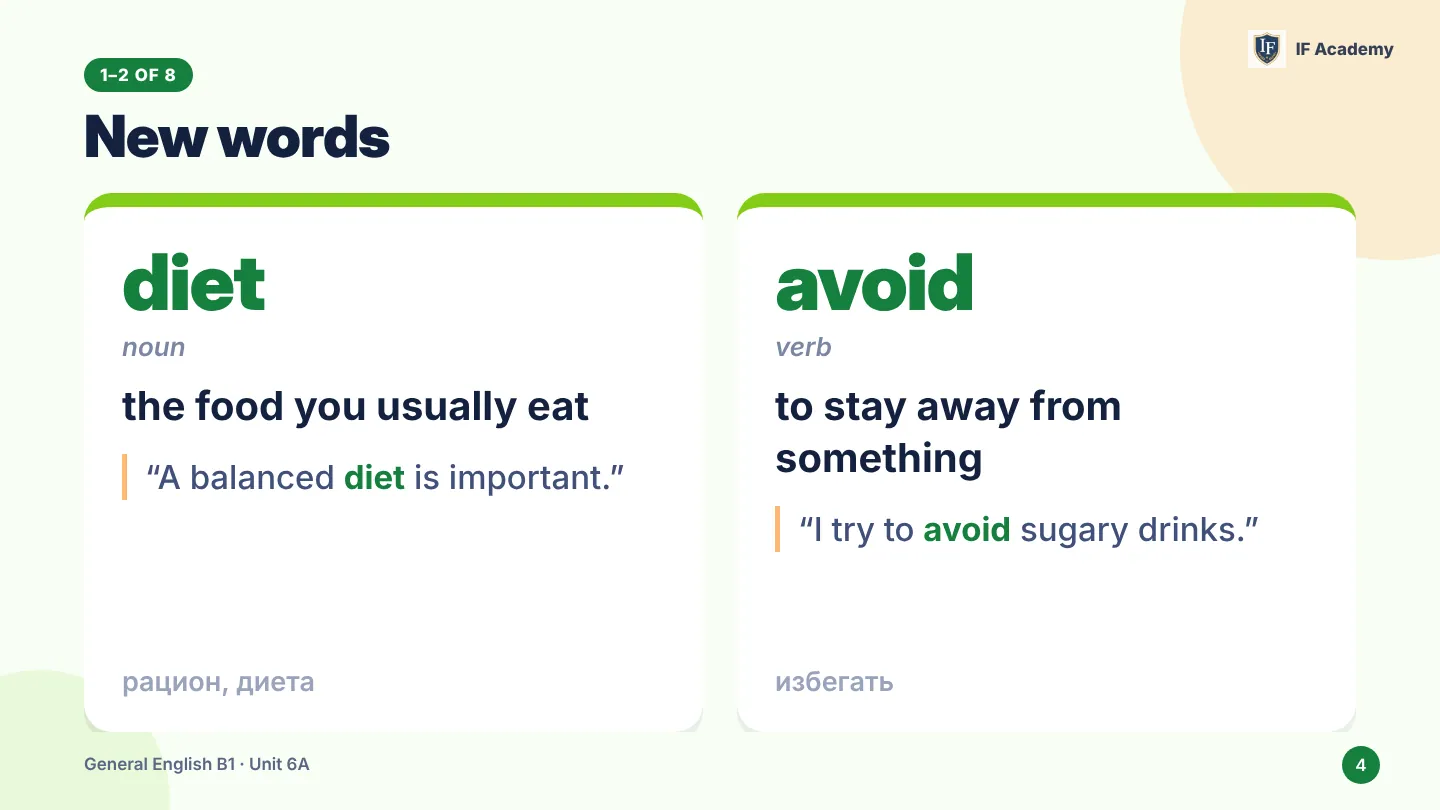 IF
IF Academy
1–2 OF 8
New words
diet
noun
the food you usually eat
“A balanced diet is important.”
рацион, диета
avoid
verb
to stay away from
something
“I try to avoid sugary drinks.”
избегать
General English B1 · Unit 6A
4